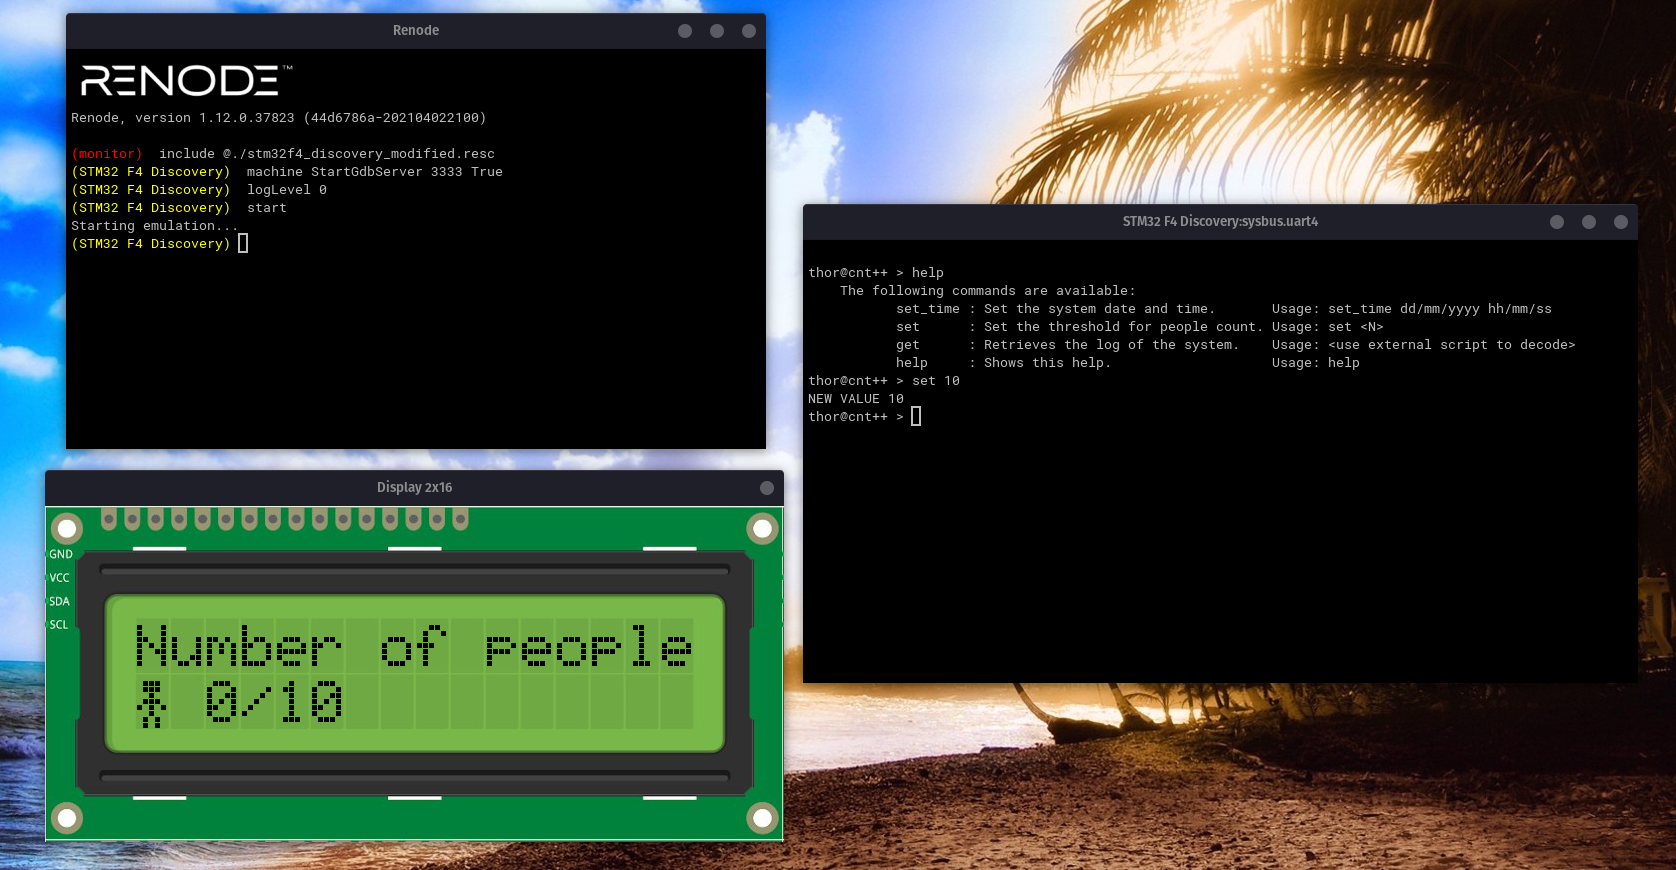 Renode
RENODE™
Renode, version 1.12.0.37823 (44d6786a-202104022100)
(monitor)  include @./stm32f4_discovery_modified.resc
(STM32 F4 Discovery)  machine StartGdbServer 3333 True
(STM32 F4 Discovery)  logLevel 0
(STM32 F4 Discovery)  start
Starting emulation...
(STM32 F4 Discovery)
Display 2x16
GND
VCC
SDA
SCL
Number of people
0/10
STM32 F4 Discovery:sysbus.uart4
thor@cnt++ > help
The following commands are available:
set_time : Set the system date and time.       Usage: set_time dd/mm/yyyy hh/mm/ss
set      : Set the threshold for people count. Usage: set <N>
get      : Retrieves the log of the system.    Usage: <use external script to decode>
help     : Shows this help.                    Usage: help
thor@cnt++ > set 10
NEW VALUE 10
thor@cnt++ >